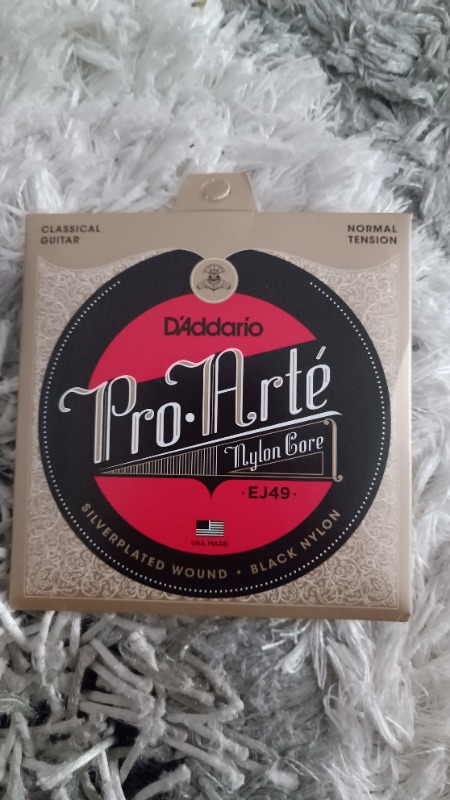 CLASSICAL
GUITAR
NORMAL
TENSION
D'Addario
Pro·Arté
Nylon Core
·EJ49·
USA MADE
SILVERPLATED WOUND • BLACK NYLON